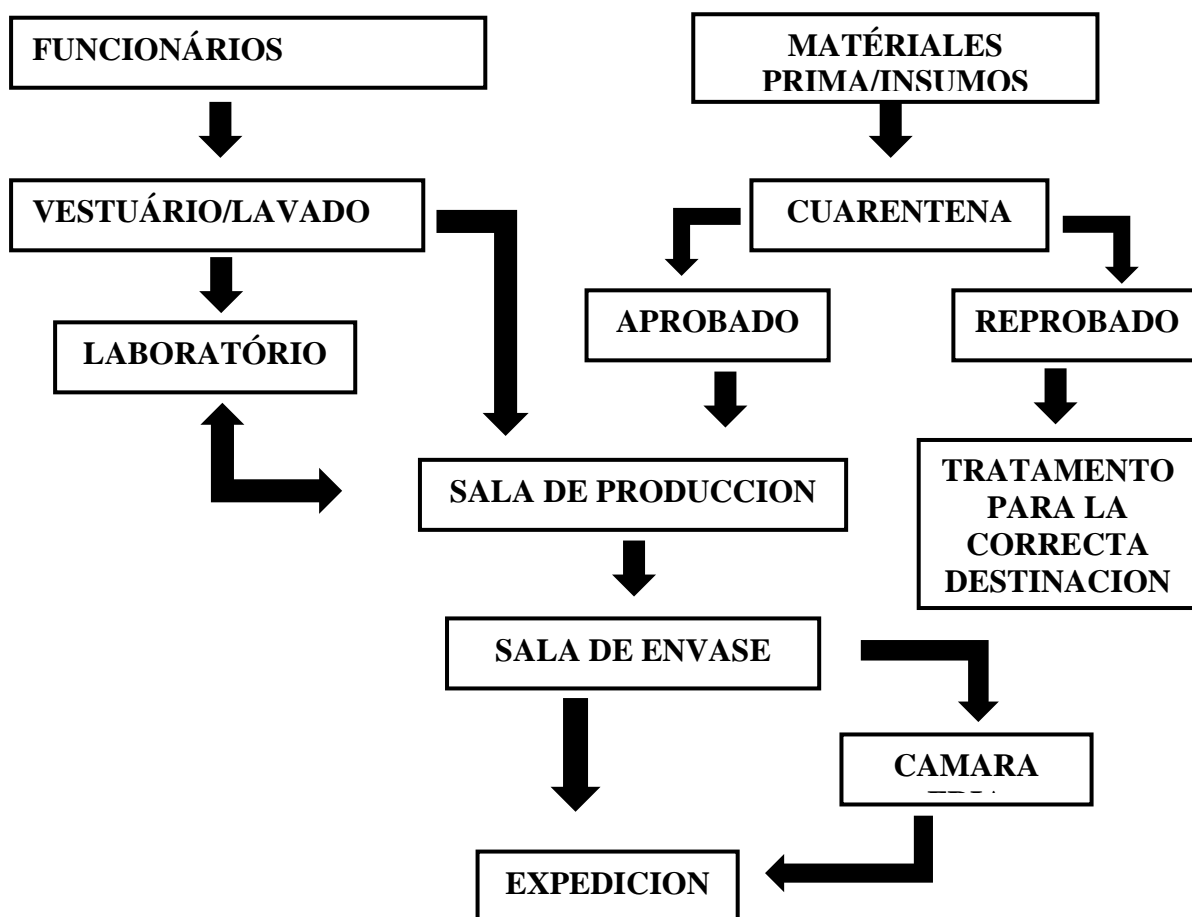 FUNCIONÁRIOS
MATÉRIALES
PRIMA/INSUMOS
VESTUÁRIO/LAVADO
CUARENTENA
APROBADO
REPROBADO
LABORATÓRIO
SALA DE PRODUCCION
TRATAMENTO
PARA LA
CORRECTA
DESTINACION
SALA DE ENVASE
CAMARA
EXPEDICION